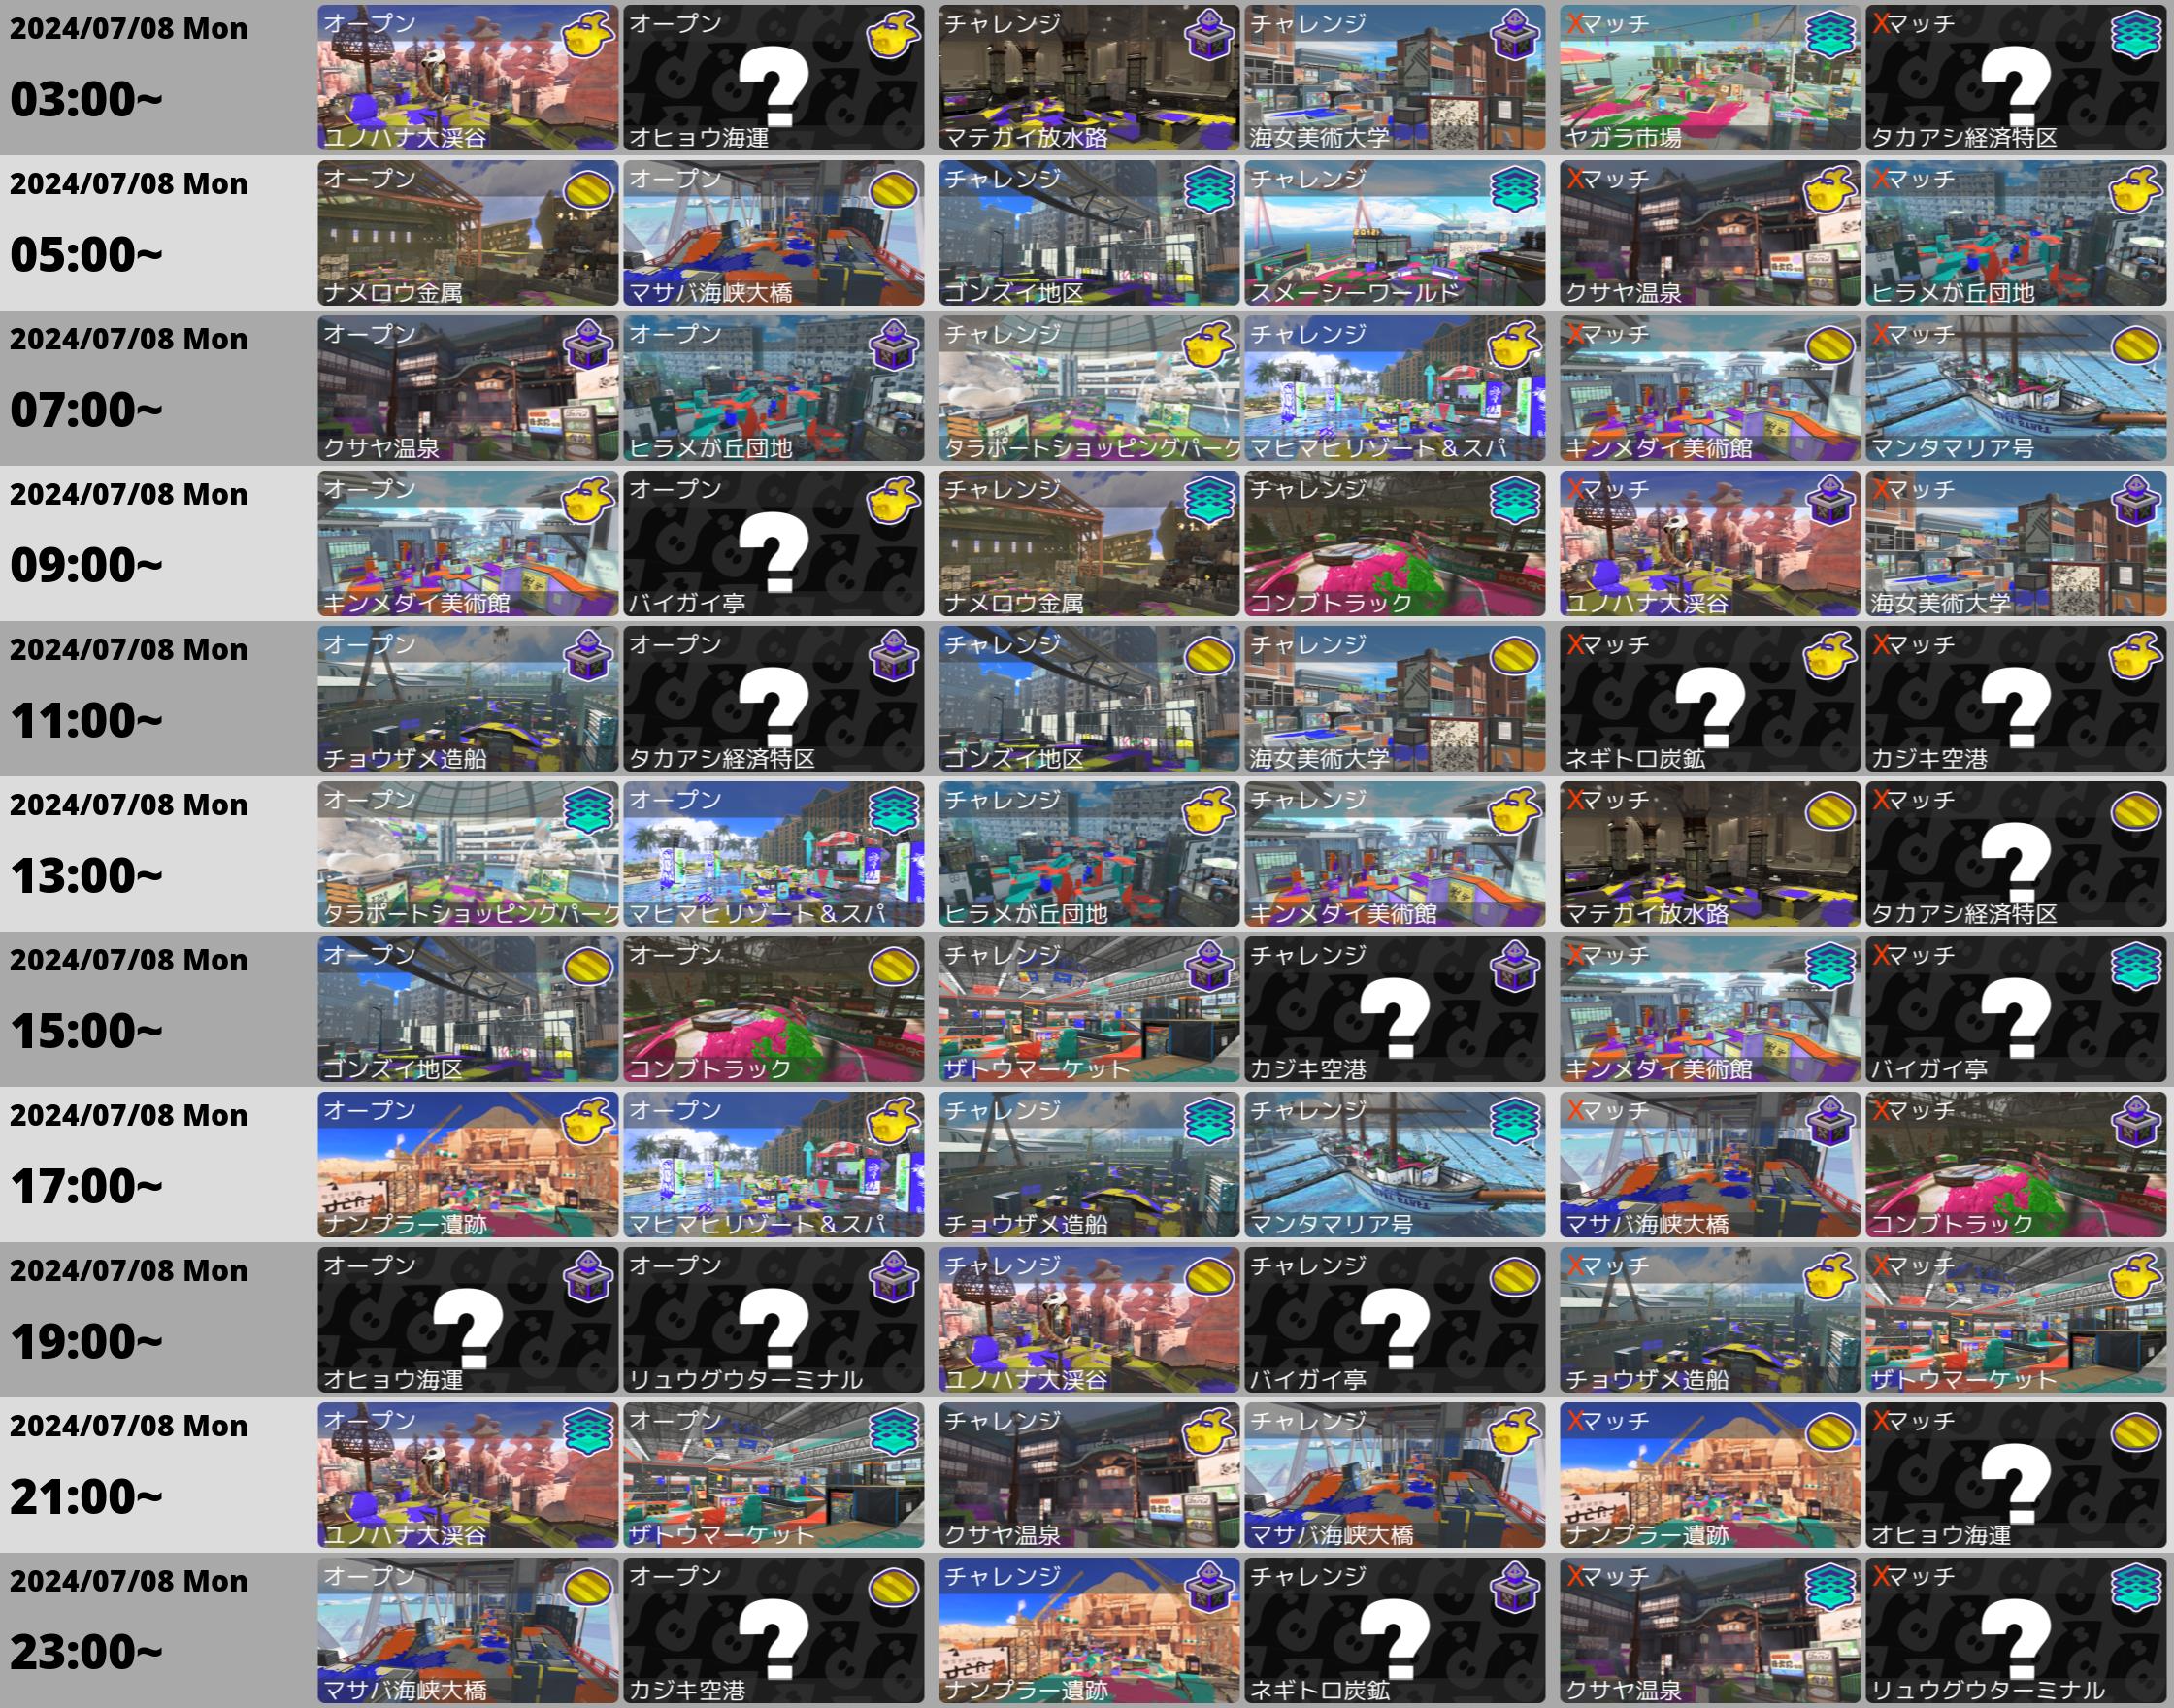 2024/07/08 Mon
03:00~
オープン
ユノハナ大渓谷
オープン
オヒョウ海運
チャレンジ
マテガイ放水路
チャレンジ
海女美術大学
Xマッチ
ヤガラ市場
Xマッチ
タカアシ経済特区
2024/07/08 Mon
05:00~
オープン
ナメロウ金属
オープン
マサバ海峡大橋
チャレンジ
ゴンズイ地区
チャレンジ
スメーシーワールド
Xマッチ
クサヤ温泉
Xマッチ
ヒラメが丘団地
2024/07/08 Mon
07:00~
オープン
クサヤ温泉
オープン
ヒラメが丘団地
チャレンジ
タラポートショッピングパーク
チャレンジ
マヒマヒリゾート＆スパ
Xマッチ
キンメダイ美術館
Xマッチ
マンタマリア号
2024/07/08 Mon
09:00~
オープン
キンメダイ美術館
オープン
バイガイ亭
チャレンジ
ナメロウ金属
チャレンジ
コンブトラック
Xマッチ
ユノハナ大渓谷
Xマッチ
海女美術大学
2024/07/08 Mon
11:00~
オープン
チョウザメ造船
オープン
タカアシ経済特区
チャレンジ
ゴンズイ地区
チャレンジ
海女美術大学
Xマッチ
ネギトロ炭鉱
Xマッチ
カジキ空港
2024/07/08 Mon
13:00~
オープン
タラポートショッピングパーク
オープン
マヒマヒリゾート＆スパ
チャレンジ
ヒラメが丘団地
チャレンジ
キンメダイ美術館
Xマッチ
マテガイ放水路
Xマッチ
タカアシ経済特区
2024/07/08 Mon
15:00~
オープン
ゴンズイ地区
オープン
コンブトラック
チャレンジ
ザトウマーケット
チャレンジ
カジキ空港
Xマッチ
キンメダイ美術館
Xマッチ
バイガイ亭
2024/07/08 Mon
17:00~
オープン
ナンプラー遺跡
オープン
マヒマヒリゾート＆スパ
チャレンジ
チョウザメ造船
チャレンジ
マンタマリア号
Xマッチ
マサバ海峡大橋
Xマッチ
コンブトラック
2024/07/08 Mon
19:00~
オープン
オヒョウ海運
オープン
リュウグウターミナル
チャレンジ
ユノハナ大渓谷
チャレンジ
バイガイ亭
Xマッチ
チョウザメ造船
Xマッチ
ザトウマーケット
2024/07/08 Mon
21:00~
オープン
ユノハナ大渓谷
オープン
ザトウマーケット
チャレンジ
クサヤ温泉
チャレンジ
マサバ海峡大橋
Xマッチ
ナンプラー遺跡
Xマッチ
オヒョウ海運
2024/07/08 Mon
23:00~
オープン
マサバ海峡大橋
オープン
カジキ空港
チャレンジ
ナンプラー遺跡
チャレンジ
ネギトロ炭鉱
Xマッチ
クサヤ温泉
Xマッチ
リュウグウターミナル